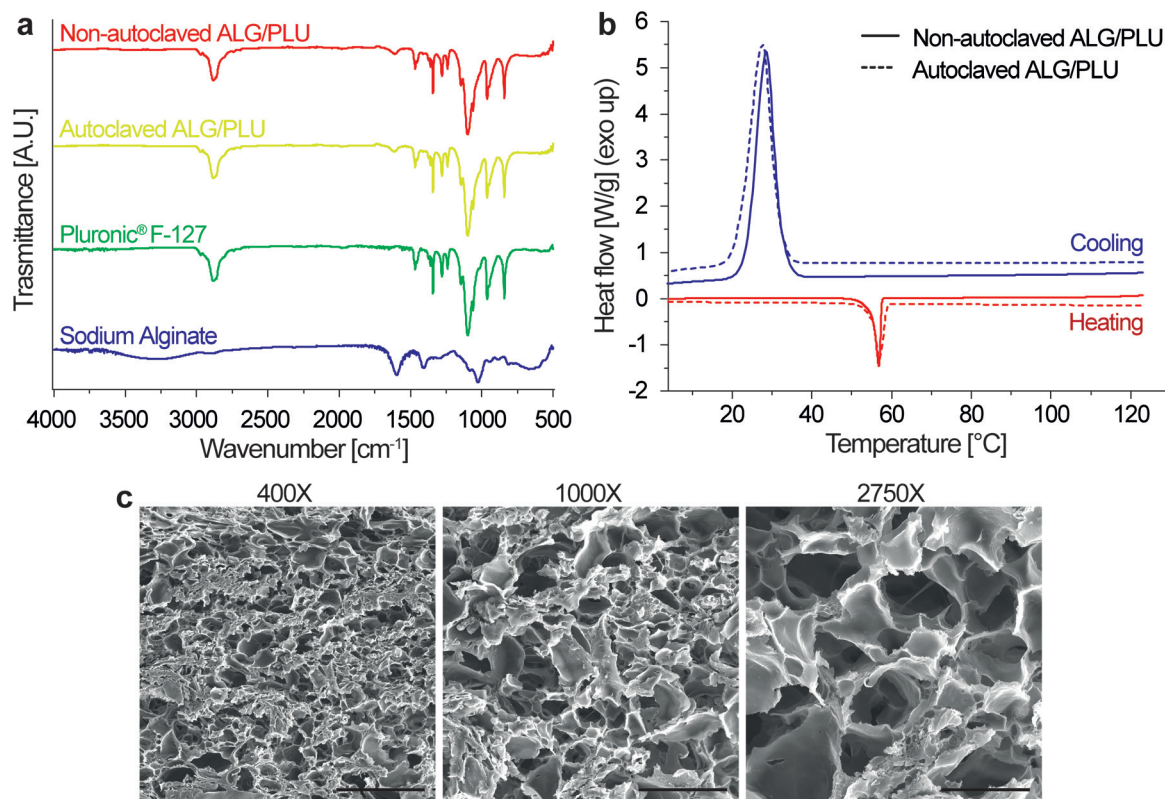 a
Non-autoclaved ALG/PLU
Autoclaved ALG/PLU
Pluronic® F-127
Sodium Alginate
Trasmittance [A.U.]
4000 3500 3000 2500 2000 1500 1000 500
Wavenumber [cm-1]
b
Non-autoclaved ALG/PLU
Autoclaved ALG/PLU
Cooling
Heating
Heat flow [W/g] (exo up)
6
5
4
3
2
1
0
-1
-2
20 40 60 80 100 120
Temperature [°C]
c
400X 1000X 2750X